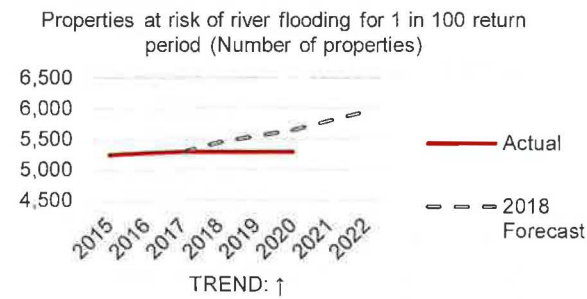 Properties at risk of river flooding for 1 in 100 return
period (Number of properties)
6,500
6,000
5,500
5,000
4,500
2015
2016
2017
2018
2019
2020
2021
2022
Actual
2018
Forecast
TREND: ↑